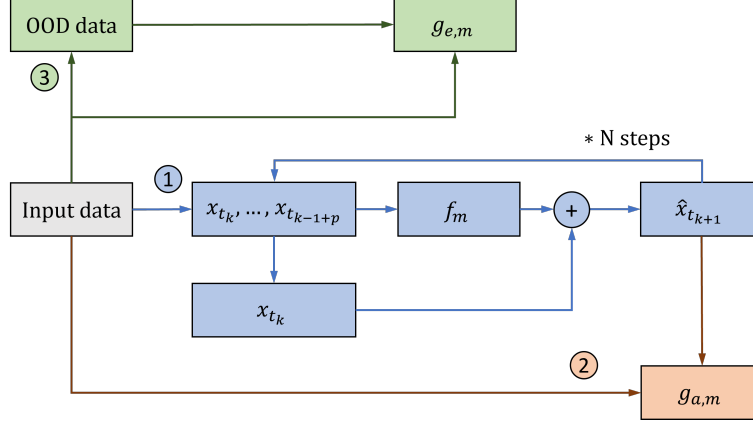 OOD data
g_{e,m}
3
* N steps
1
Input data
x_{t_k}, ..., x_{t_{k-1+p}}
f_m
+
x̂_{t_{k+1}}
x_{t_k}
2
g_{a,m}